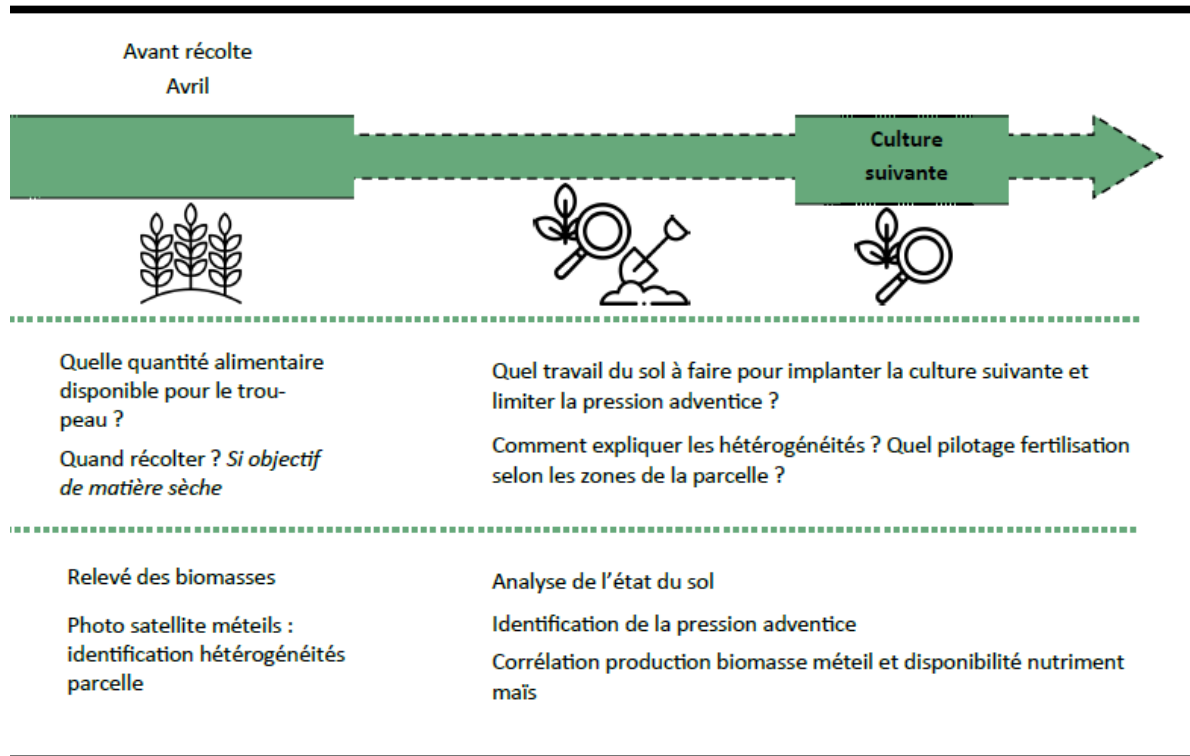 Avant récolte
Avril
Culture
suivante
Quelle quantité alimentaire
disponible pour le trou-
peau ?
Quand récolter ? Si objectif
de matière sèche
Quel travail du sol à faire pour implanter la culture suivante et
limiter la pression adventice ?
Comment expliquer les hétérogénéités ? Quel pilotage fertilisation
selon les zones de la parcelle ?
Relevé des biomasses
Photo satellite méteils :
identification hétérogénéités
parcelle
Analyse de l’état du sol
Identification de la pression adventice
Corrélation production biomasse méteil et disponibilité nutriment
maïs